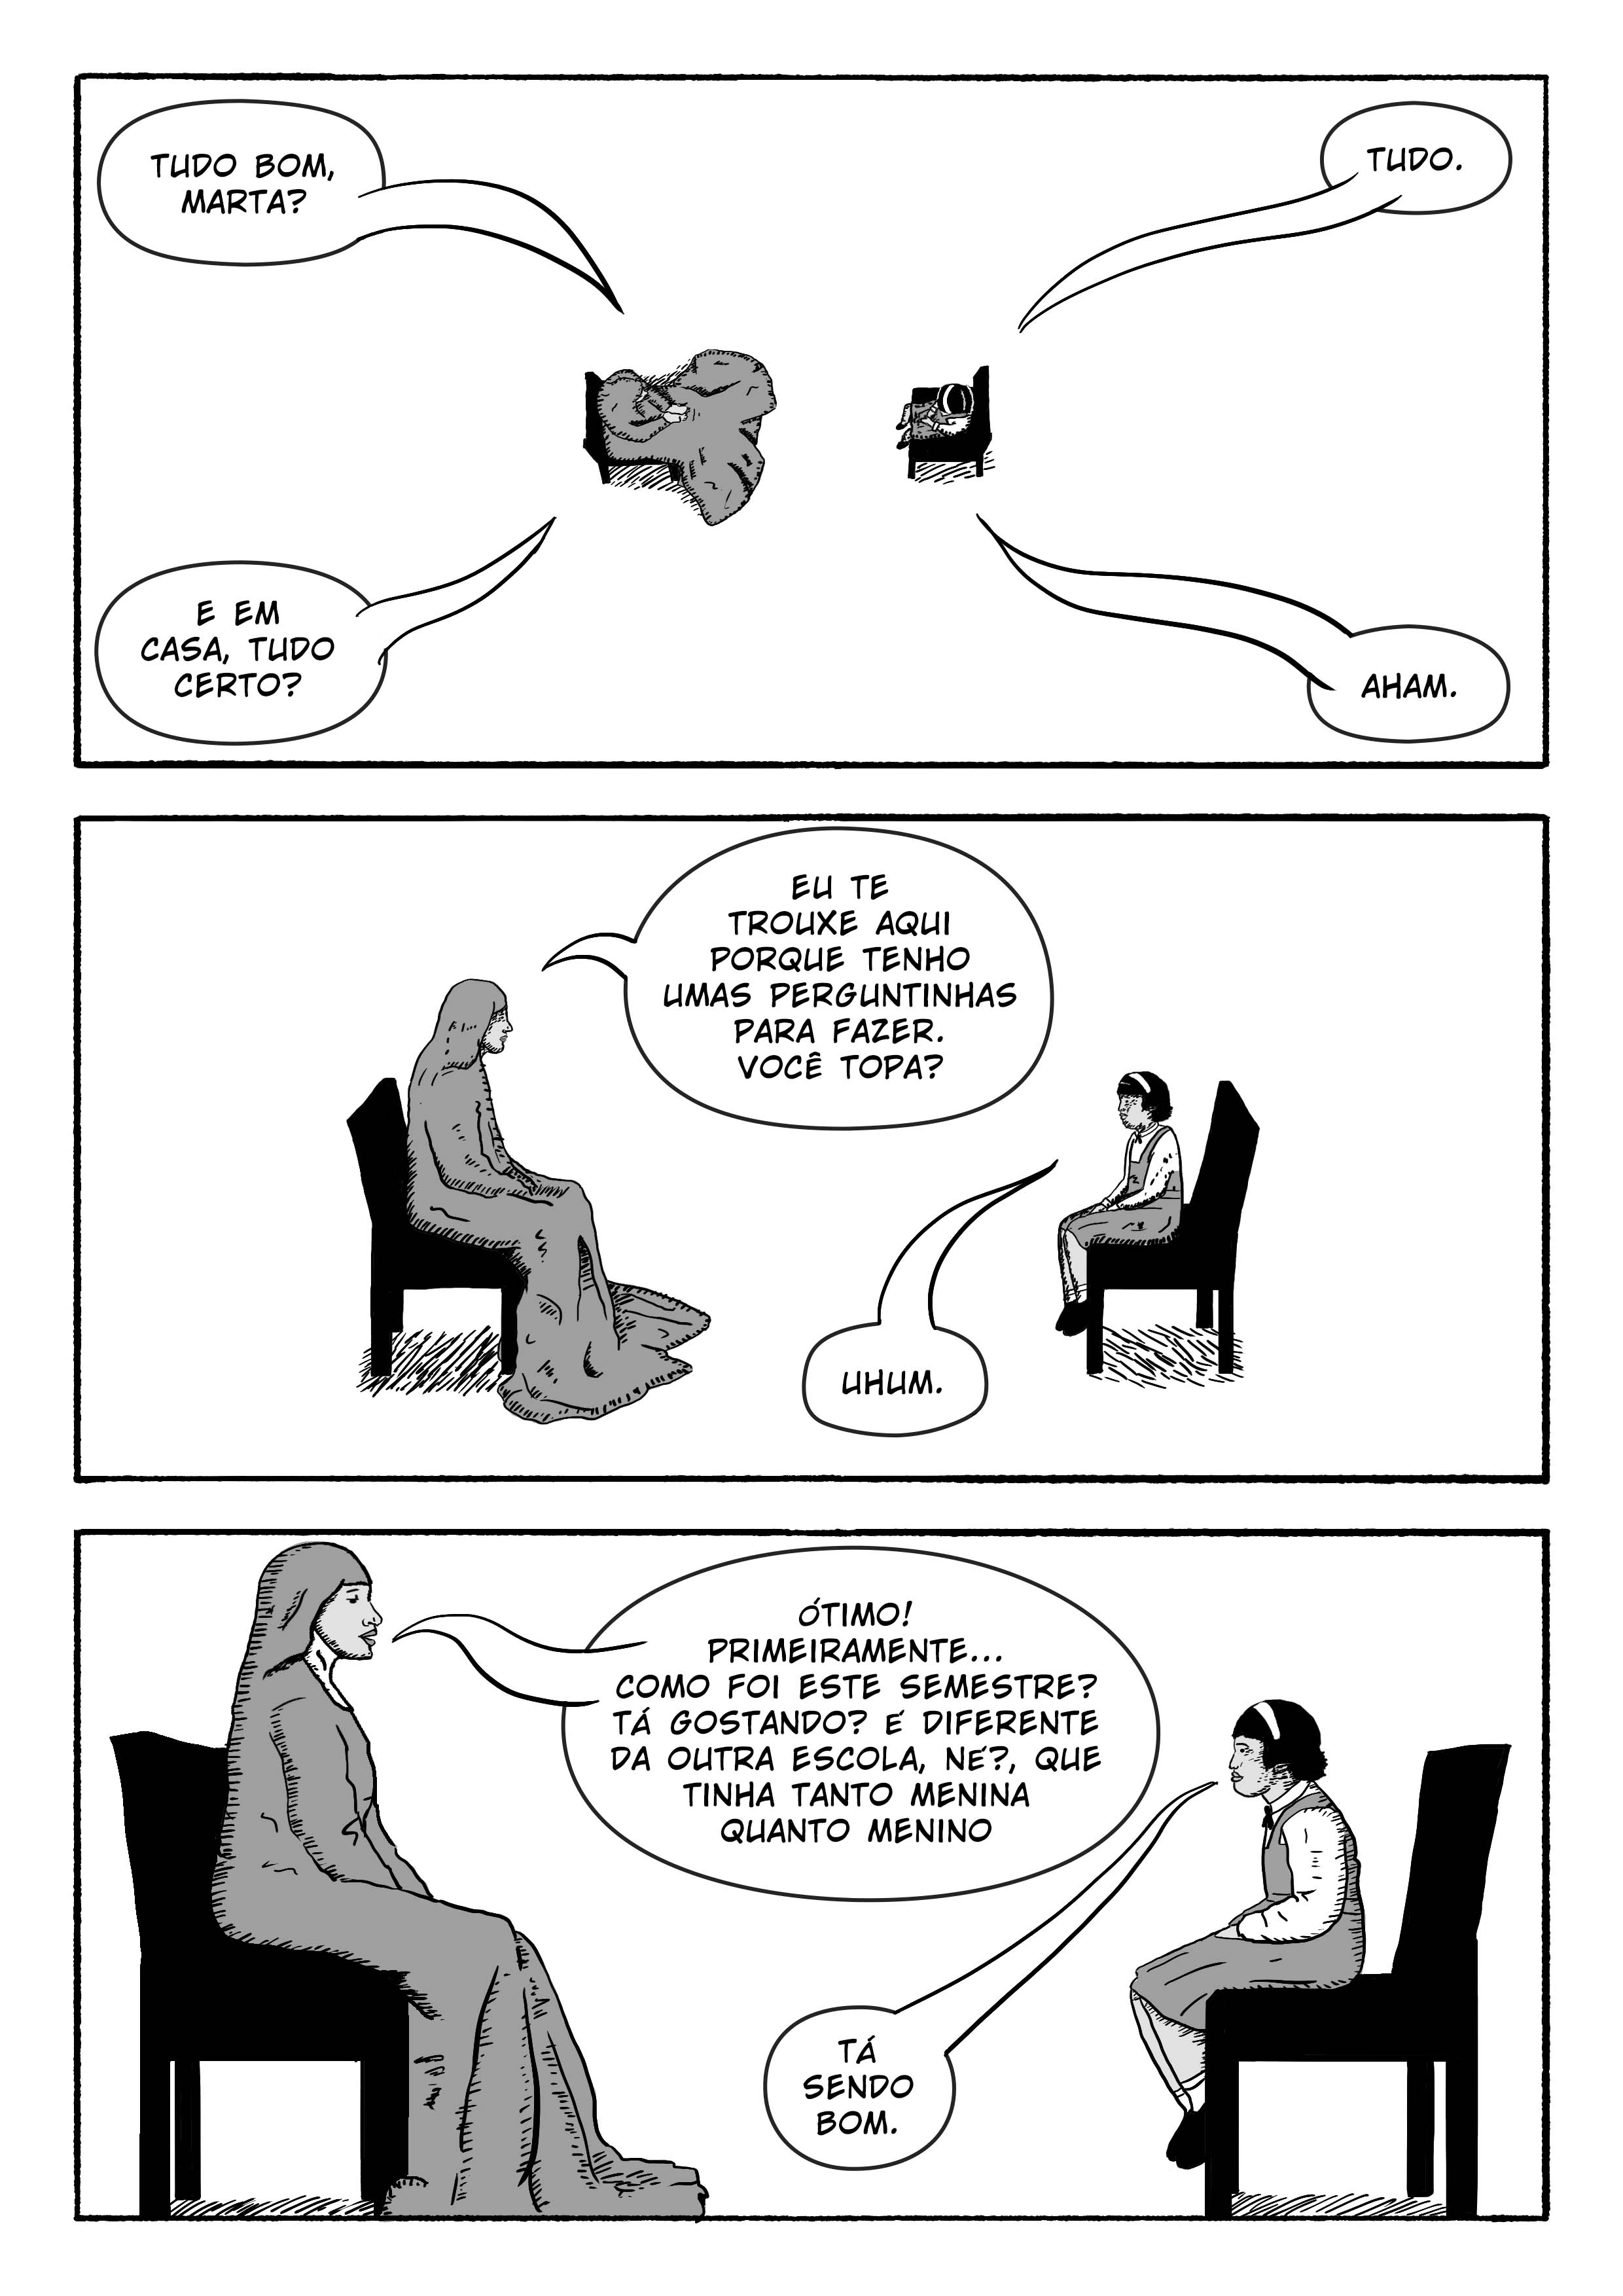 TUDO BOM,
MARTA?
TUDO.
E EM
CASA, TUDO
CERTO?
AHAM.
EU TE
TROUXE AQUI
PORQUE TENHO
UMAS PERGUNTINHAS
PARA FAZER.
VOCÊ TOPA?
UHUM.
ÓTIMO!
PRIMEIRAMENTE...
COMO FOI ESTE SEMESTRE?
TÁ GOSTANDO? É DIFERENTE
DA OUTRA ESCOLA, NÉ?, QUE
TINHA TANTO MENINA
QUANTO MENINO
TÁ
SENDO
BOM.